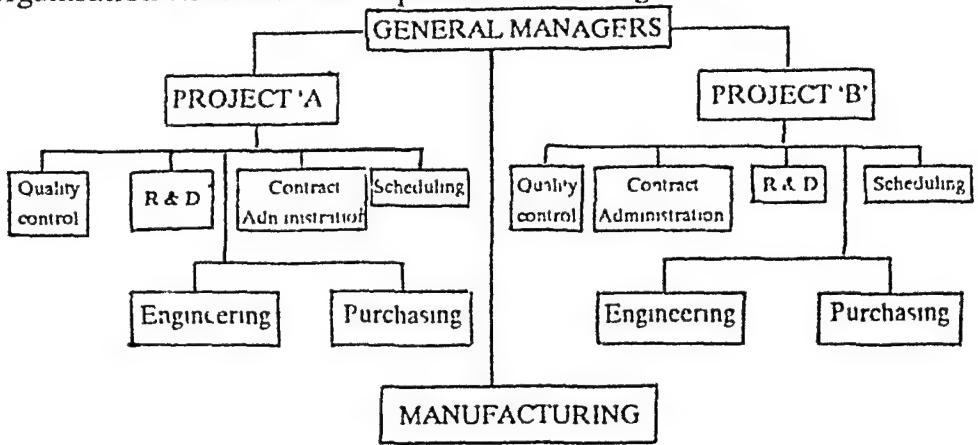 GENERAL MANAGERS
PROJECT 'A
PROJECT 'B'
Quality
control
R & D
Contract
Administration
Scheduling
Quality
control
Contract
Administration
R & D
Scheduling
Engineering
Purchasing
Engineering
Purchasing
MANUFACTURING